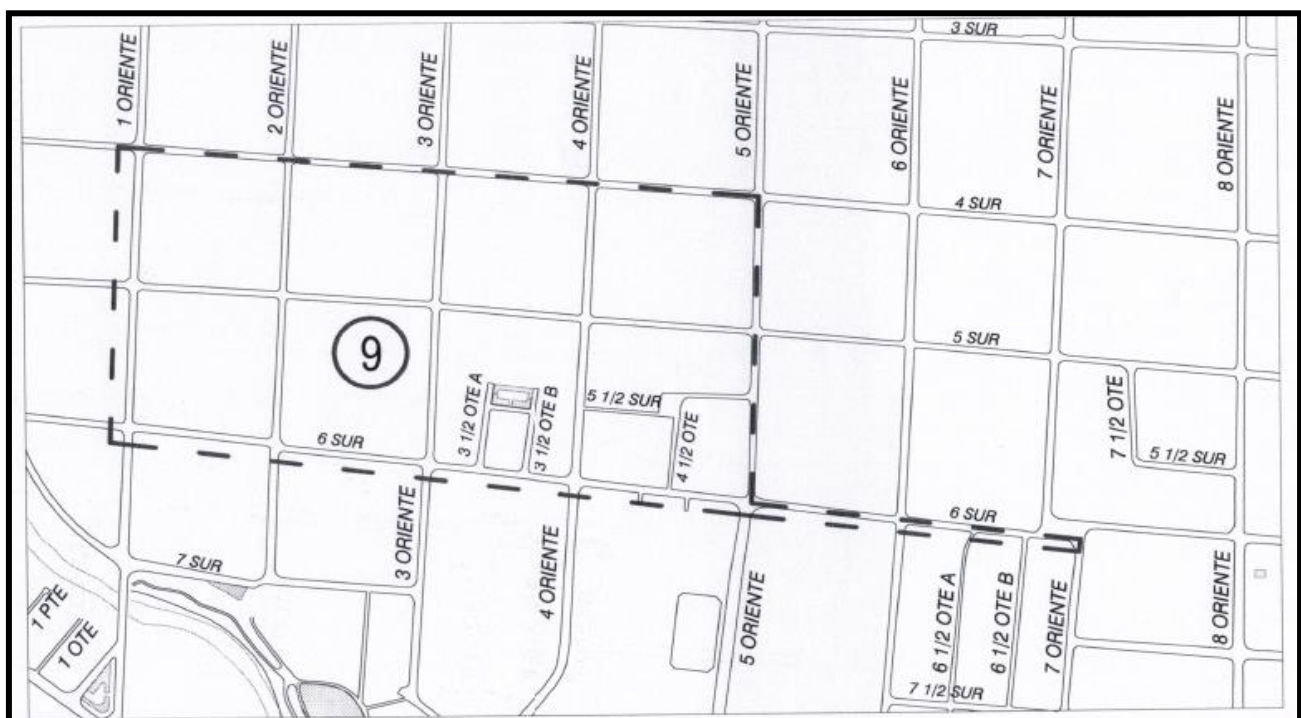 3 SUR
1 ORIENTE
2 ORIENTE
3 ORIENTE
4 ORIENTE
5 ORIENTE
6 ORIENTE
7 ORIENTE
8 ORIENTE
4 SUR
5 SUR
9
3 1/2 OTE A
3 1/2 OTE B
5 1/2 SUR
4 1/2 OTE
7 1/2 OTE
5 1/2 SUR
6 SUR
6 SUR
7 SUR
3 ORIENTE
4 ORIENTE
5 ORIENTE
6 1/2 OTE A
6 1/2 OTE B
7 ORIENTE
8 ORIENTE
1 PTE
1 OTE
7 1/2 SUR